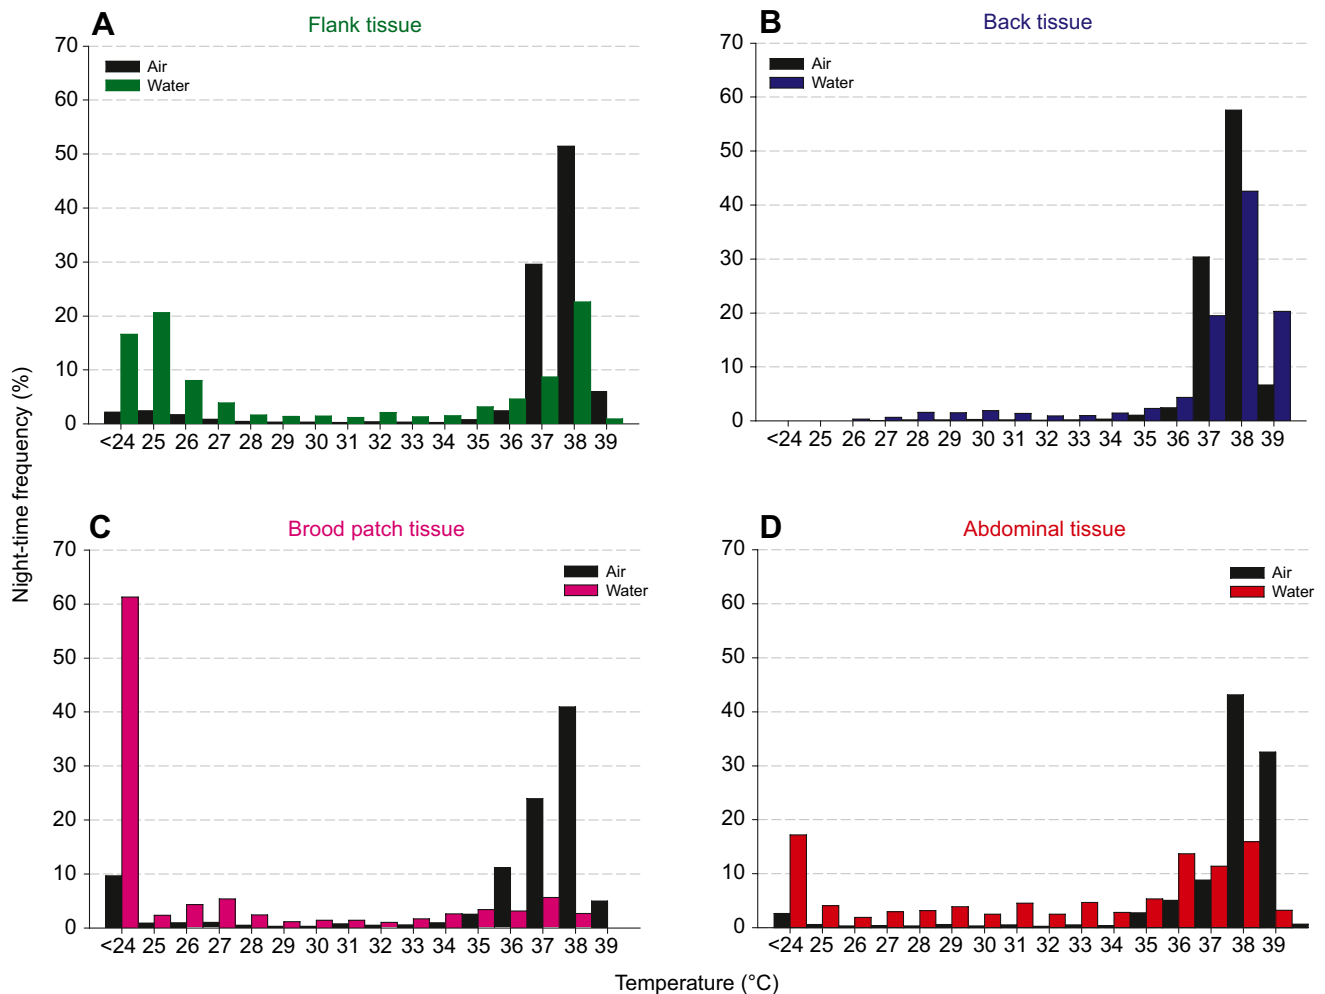 A
Flank tissue
70
60
50
40
30
20
10
0
Air
Water
<24 25 26 27 28 29 30 31 32 33 34 35 36 37 38 39
B
Back tissue
70
60
50
40
30
20
10
0
Air
Water
<24 25 26 27 28 29 30 31 32 33 34 35 36 37 38 39
Night-time frequency (%)
C
Brood patch tissue
70
60
50
40
30
20
10
0
Air
Water
<24 25 26 27 28 29 30 31 32 33 34 35 36 37 38 39
D
Abdominal tissue
70
60
50
40
30
20
10
0
Air
Water
<24 25 26 27 28 29 30 31 32 33 34 35 36 37 38 39
Temperature (°C)